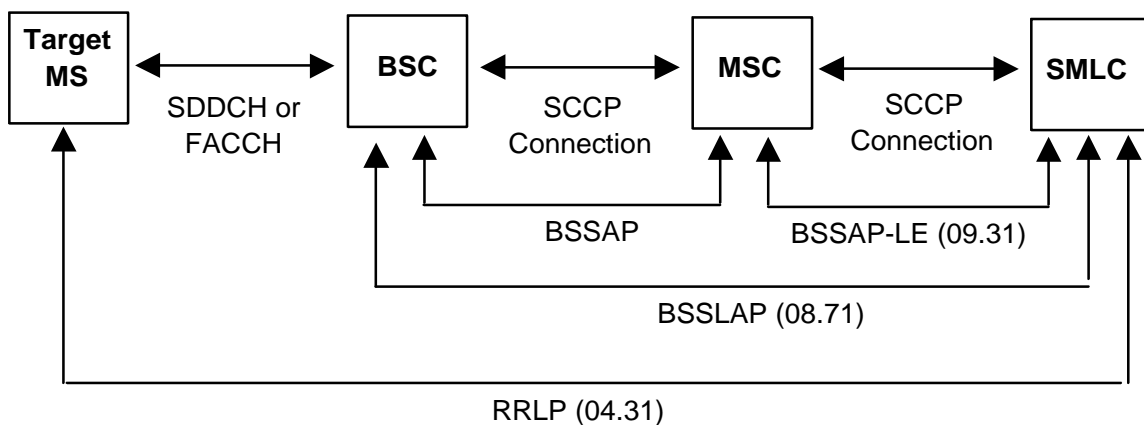 Target
MS
BSC
MSC
SMLC
SDDCH or
FACCH
SCCP
Connection
SCCP
Connection
BSSAP
BSSAP-LE (09.31)
BSSLAP (08.71)
RRLP (04.31)